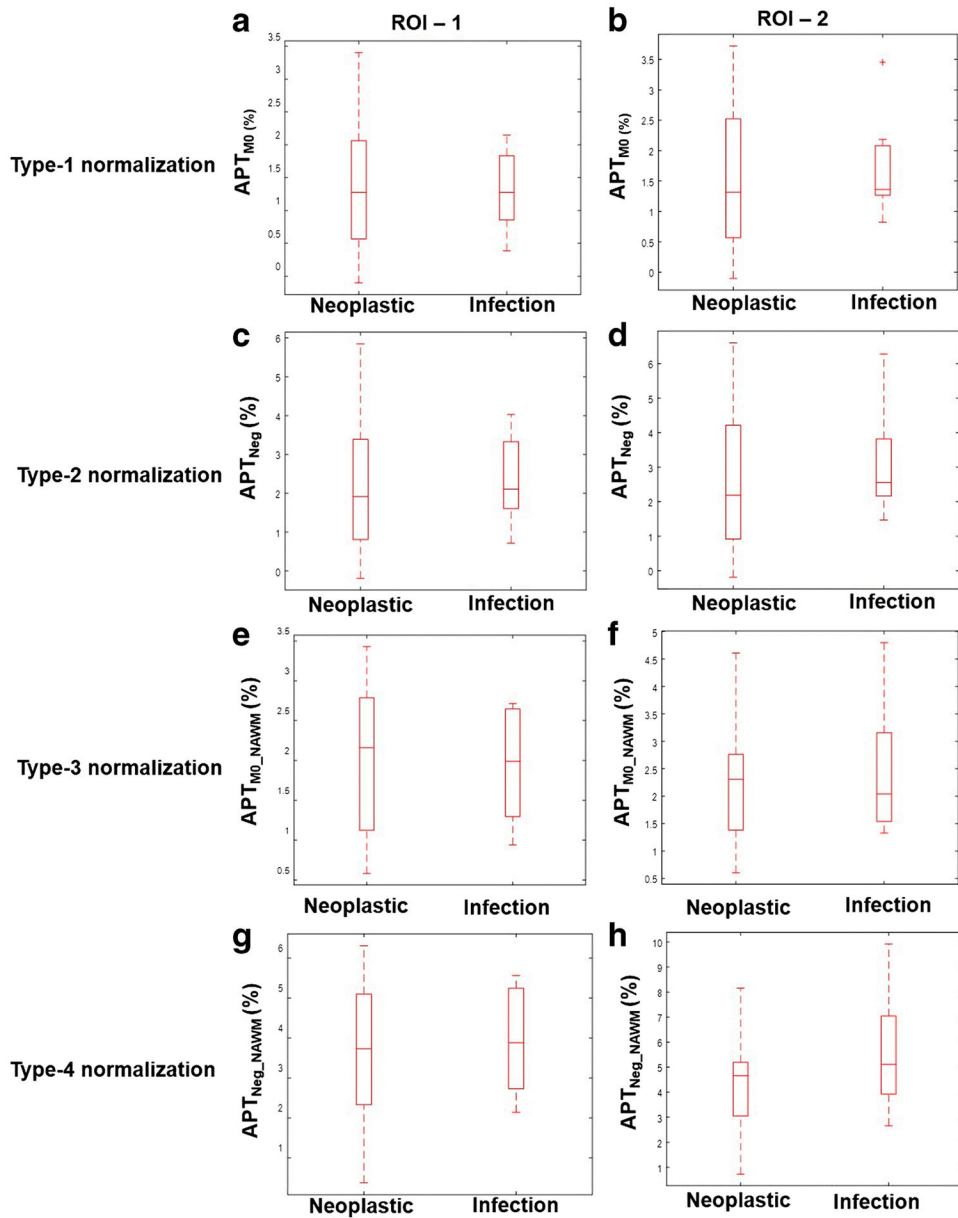 a ROI – 1 b ROI – 2
Type-1 normalization
APT_M0 (%)
3.5
3
2.5
2
1.5
1
0.5
0
Neoplastic Infection
APT_M0 (%)
3.5
3
2.5
2
1.5
1
0.5
0
Neoplastic Infection
c d
Type-2 normalization
APT_Neg (%)
6
5
4
3
2
1
0
Neoplastic Infection
APT_Neg (%)
6
5
4
3
2
1
0
Neoplastic Infection
e f
Type-3 normalization
APT_M0_NAWM (%)
3.5
3
2.5
2
1.5
1
0.5
Neoplastic Infection
APT_M0_NAWM (%)
5
4.5
4
3.5
3
2.5
2
1.5
1
0.5
Neoplastic Infection
g h
Type-4 normalization
APT_Neg_NAWM (%)
6
5
4
3
2
1
Neoplastic Infection
APT_Neg_NAWM (%)
10
9
8
7
6
5
4
3
2
1
Neoplastic Infection